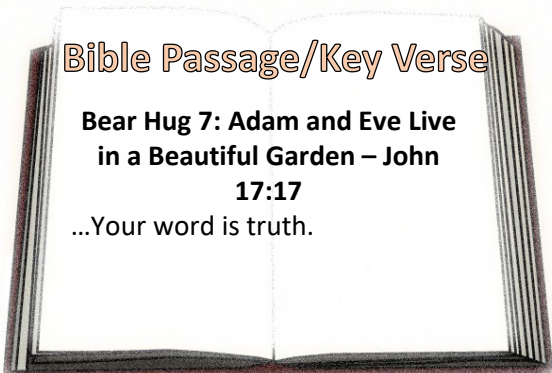 Bible Passage/Key Verse
Bear Hug 7: Adam and Eve Live
in a Beautiful Garden – John
17:17
…Your word is truth.